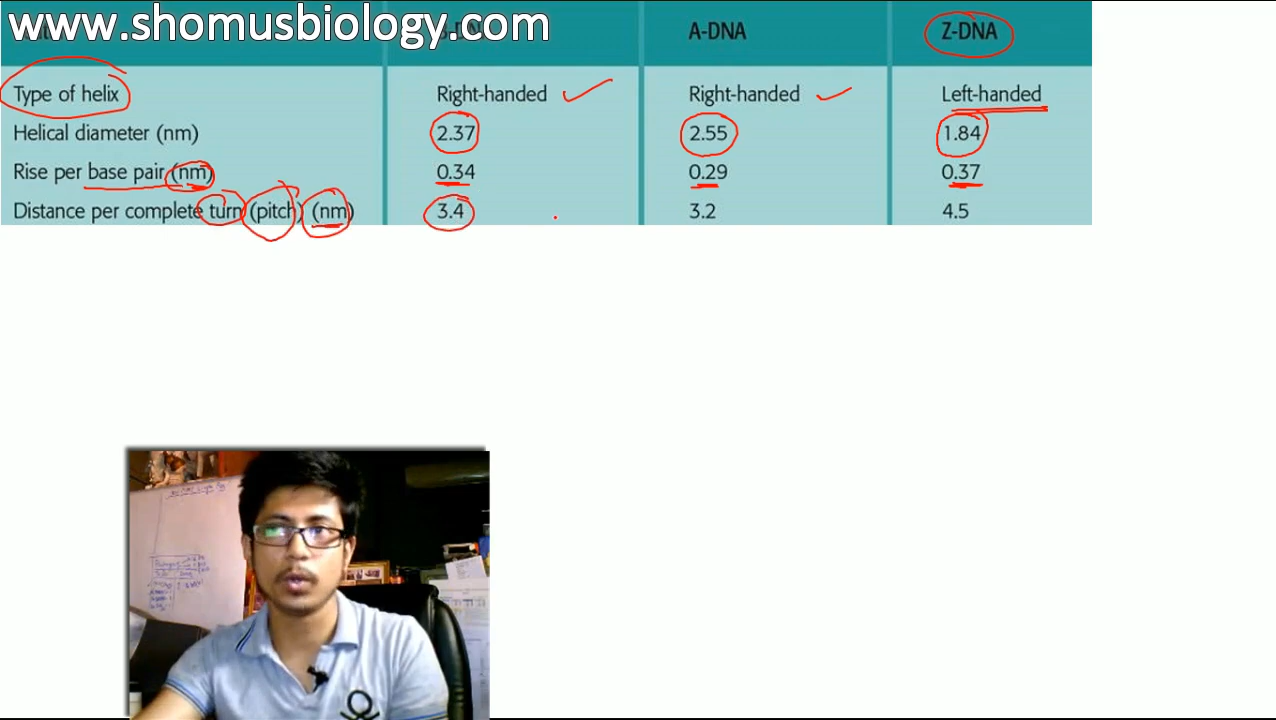 www.shomusbiology.com A-DNA Z-DNA
Type of helix Right-handed Right-handed Left-handed
Helical diameter (nm) 2.37 2.55 1.84
Rise per base pair (nm) 0.34 0.29 0.37
Distance per complete turn (pitch) (nm) 3.4 3.2 4.5